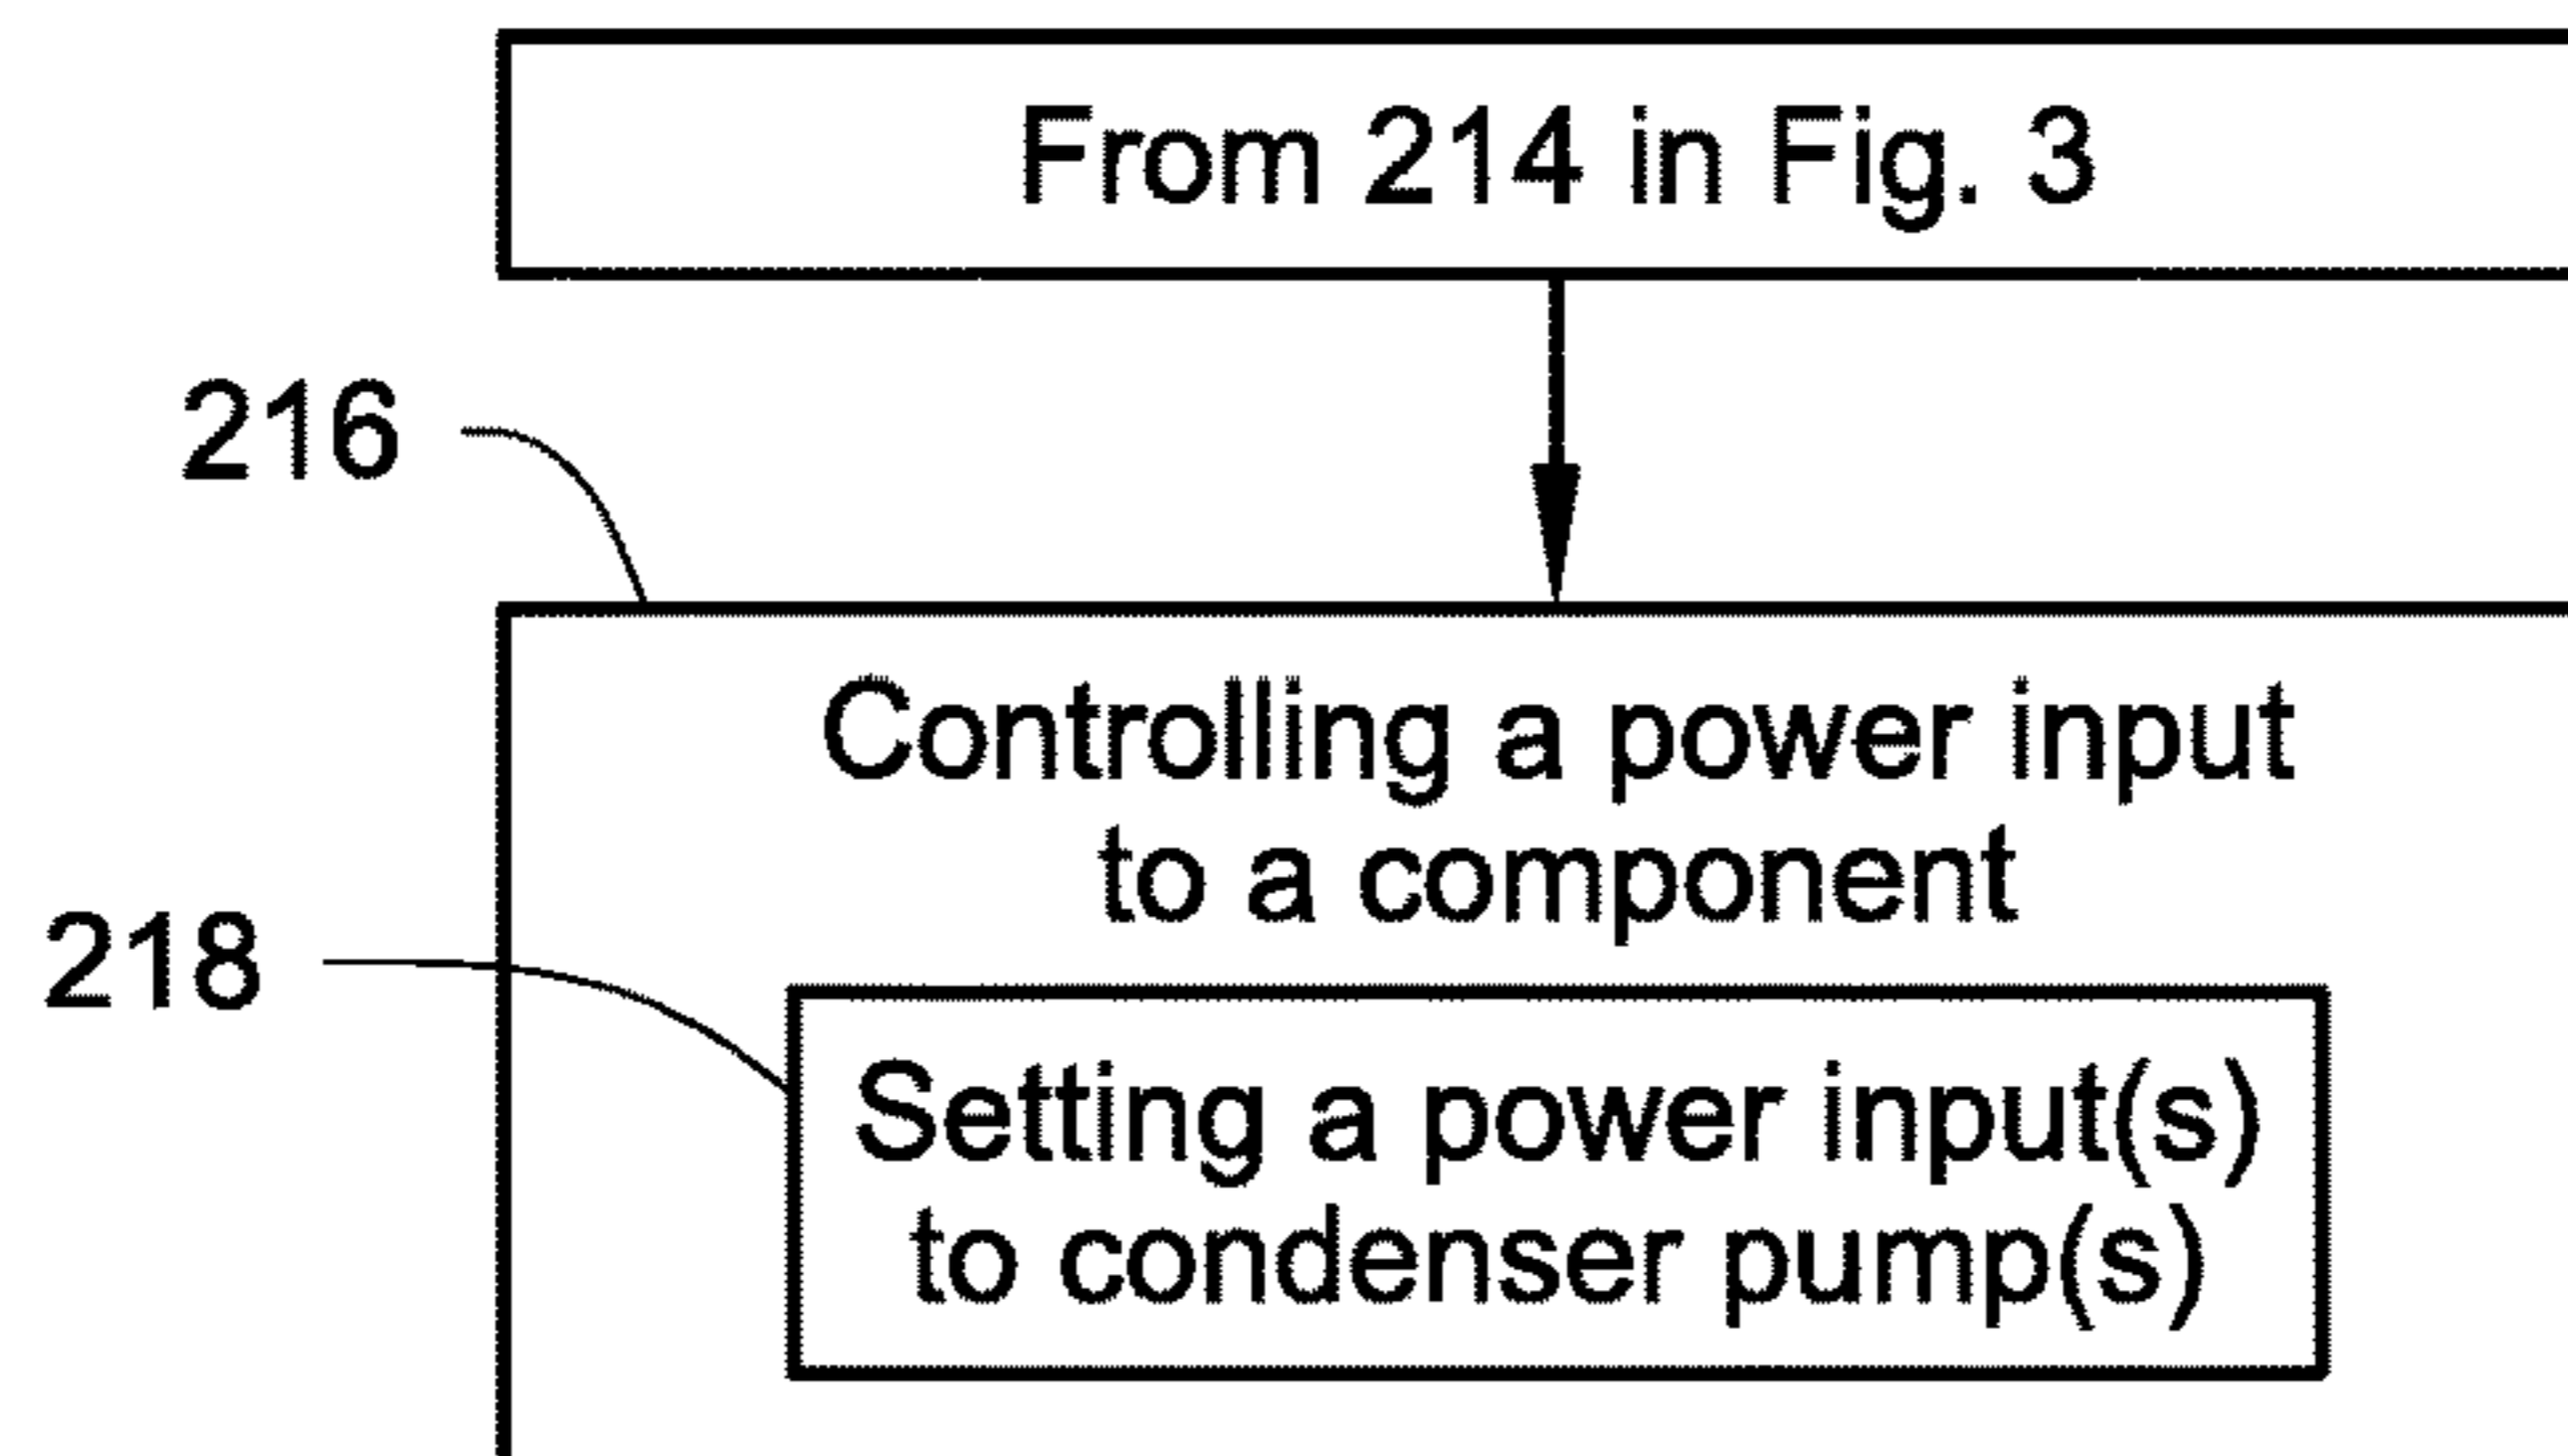 From 214 in Fig. 3
216
Controlling a power input
to a component
218
Setting a power input(s)
to condenser pump(s)